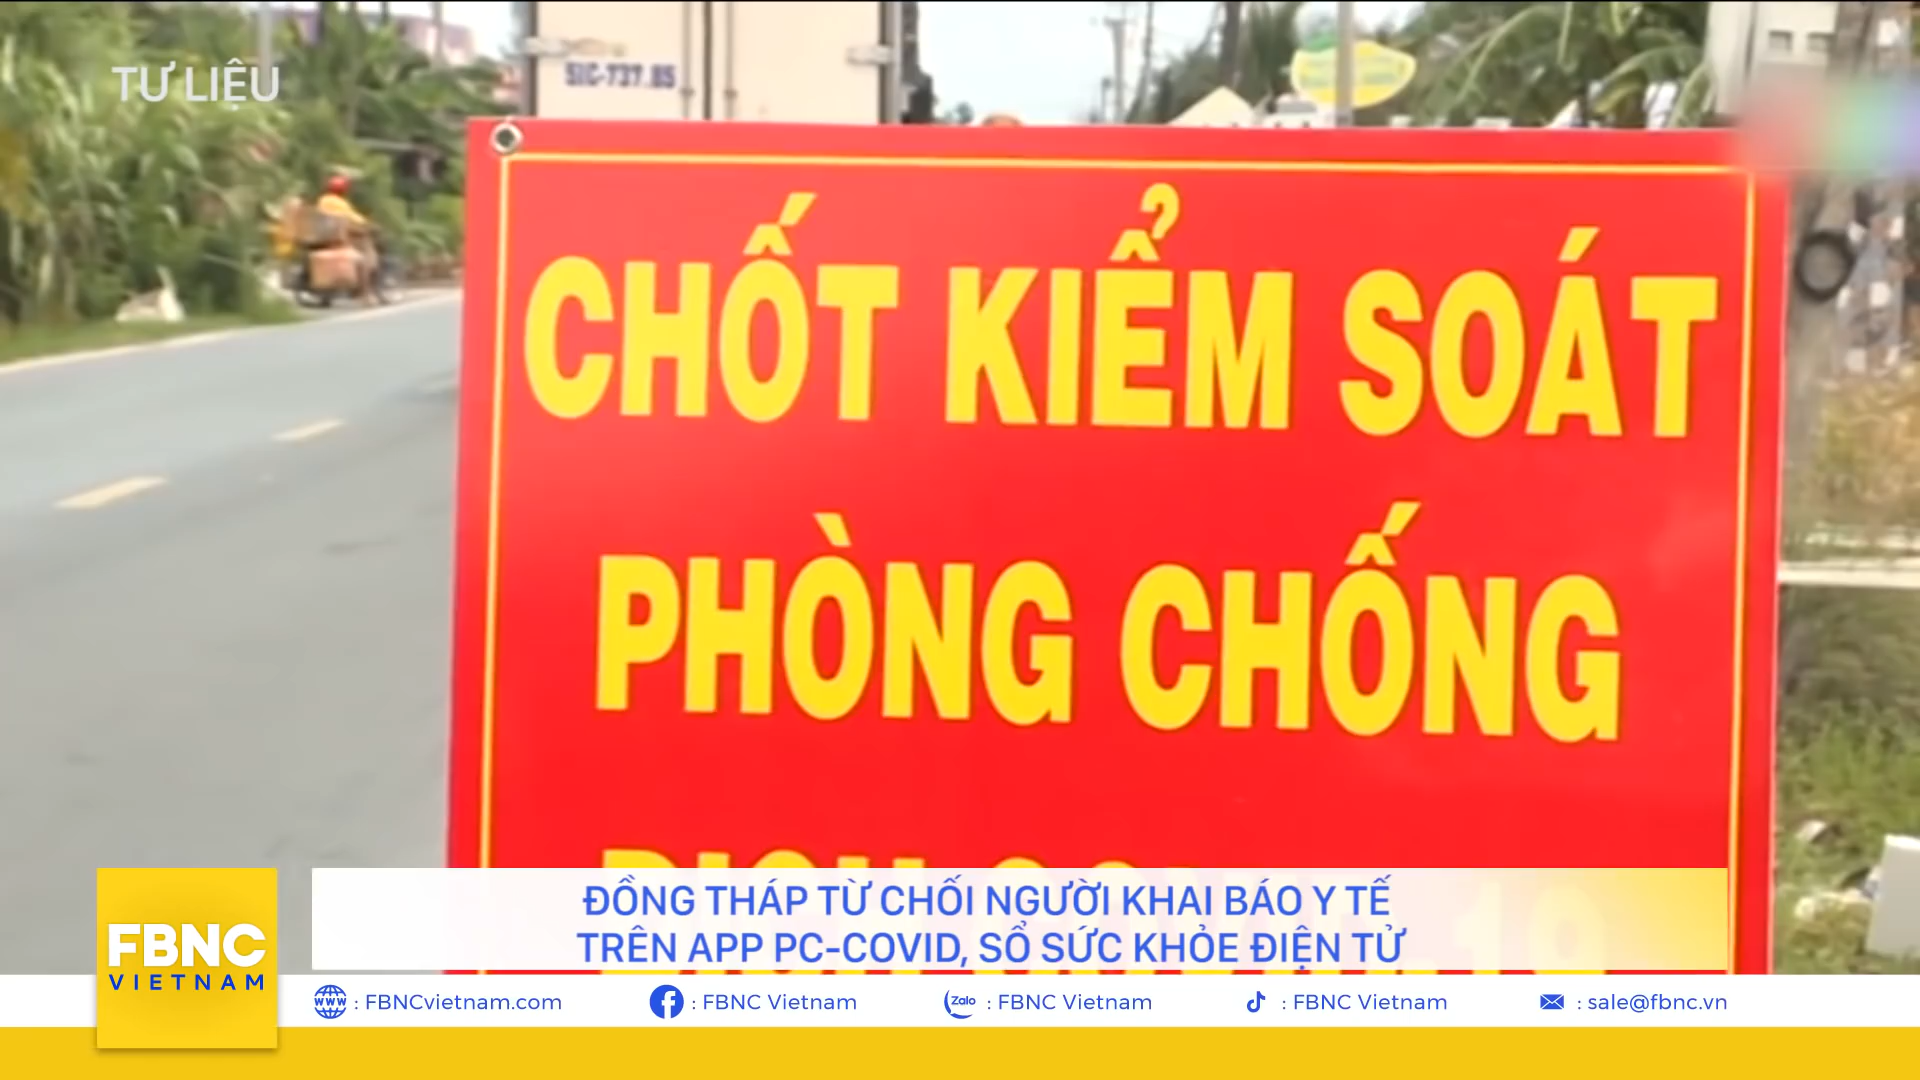 TƯ LIỆU
51C-737.85
CHỐT KIỂM SOÁT
PHÒNG CHỐNG
ĐỒNG THÁP TỪ CHỐI NGƯỜI KHAI BÁO Y TẾ
TRÊN APP PC-COVID, SỔ SỨC KHỎE ĐIỆN TỬ
FBNC
VIETNAM
www : FBNCvietnam.com
: FBNC Vietnam
Zalo : FBNC Vietnam
: FBNC Vietnam
: sale@fbnc.vn